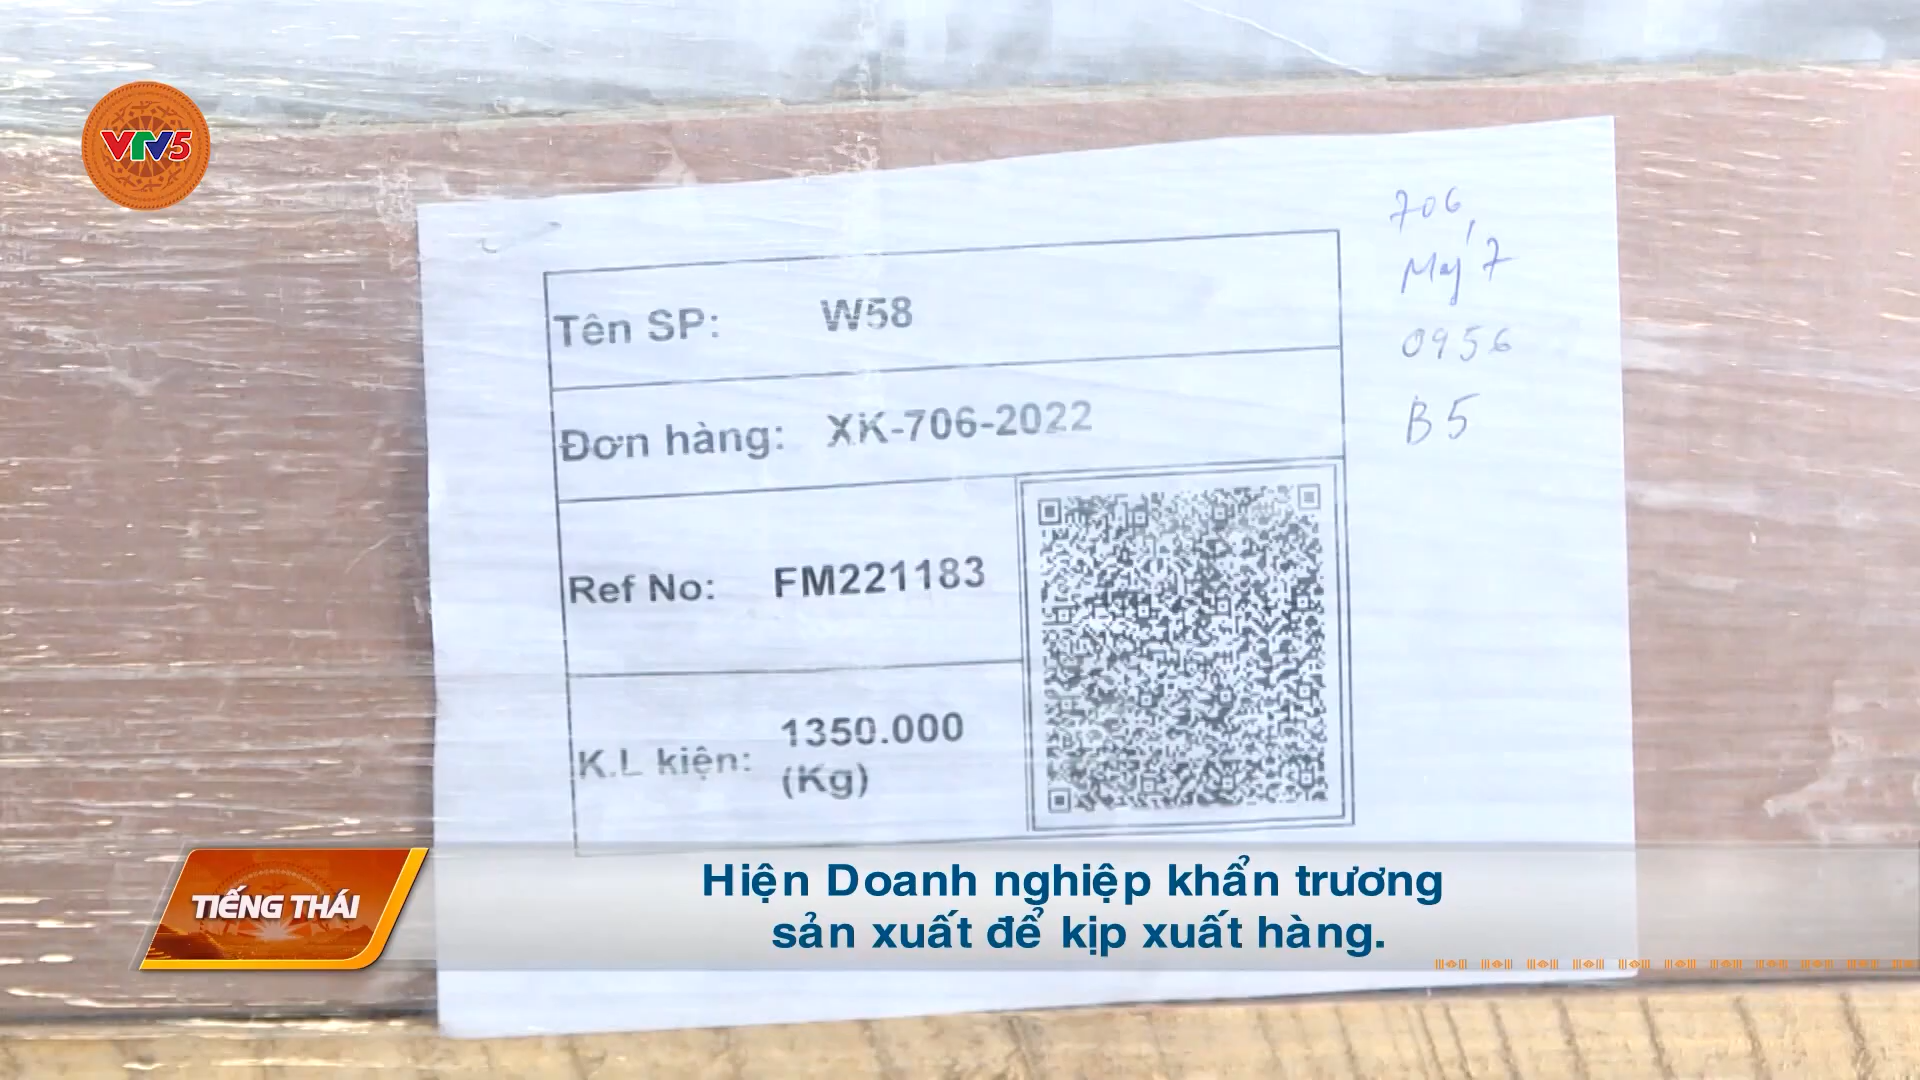 VTV5
706,
Máy 7
0956
B5
Tên SP: W58
Đơn hàng: XK-706-2022
Ref No: FM221183
K.L kiện: 1350.000
(Kg)
TIẾNG THÁI
Hiện Doanh nghiệp khẩn trương
sản xuất để kịp xuất hàng.